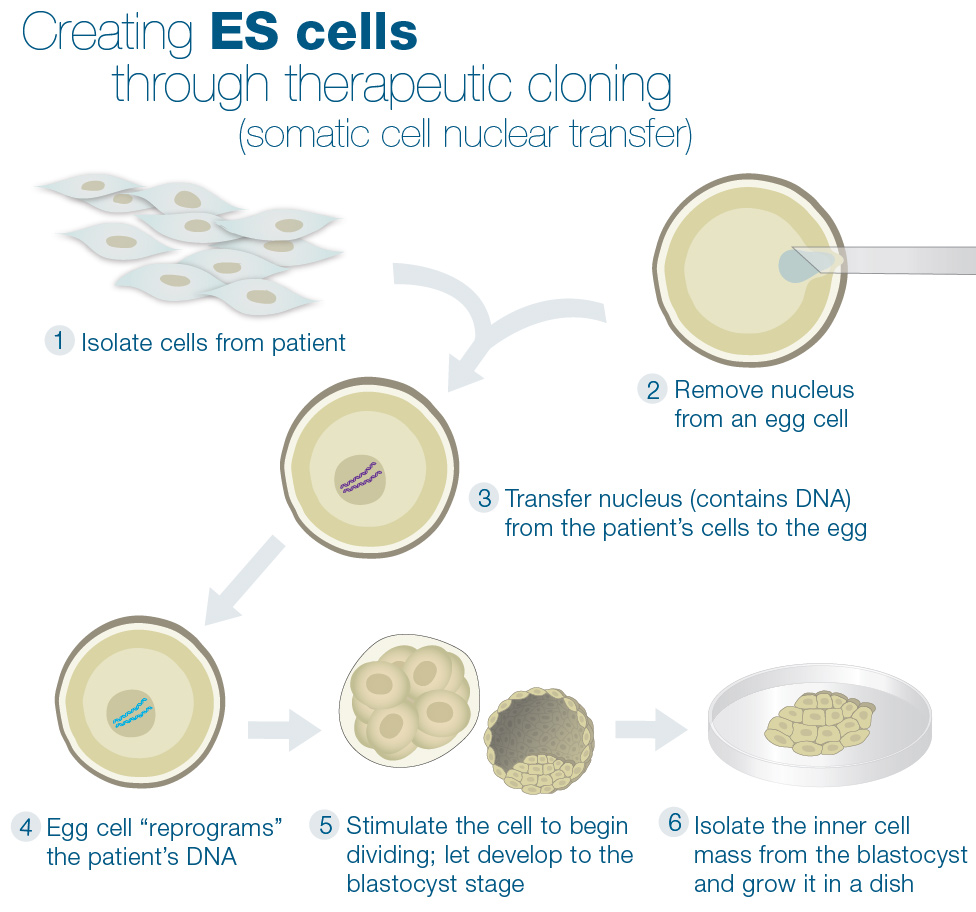 Creating ES cells
through therapeutic cloning
(somatic cell nuclear transfer)
1 Isolate cells from patient
2 Remove nucleus
from an egg cell
3 Transfer nucleus (contains DNA)
from the patient’s cells to the egg
4 Egg cell “reprograms”
the patient’s DNA
5 Stimulate the cell to begin
dividing; let develop to the
blastocyst stage
6 Isolate the inner cell
mass from the blastocyst
and grow it in a dish